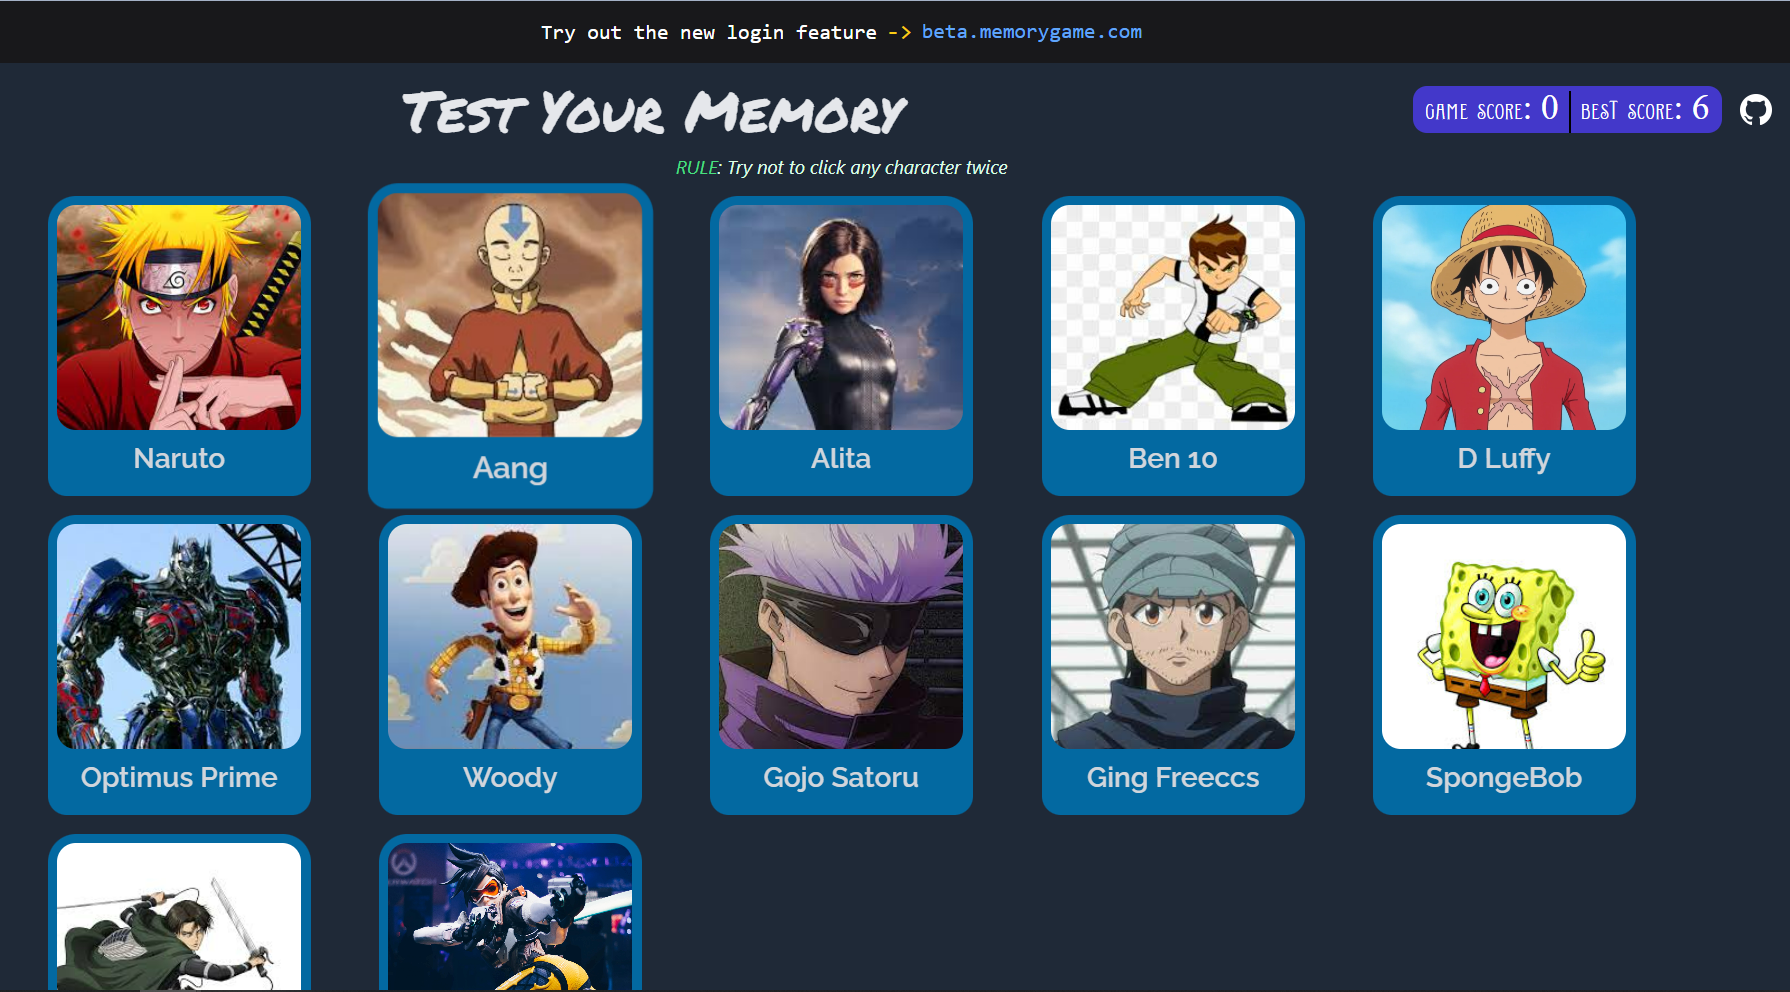 Try out the new login feature -> beta.memorygame.com
Test Your Memory
GAME SCORE: 0 BEST SCORE: 6
RULE: Try not to click any character twice
Naruto
Aang
Alita
Ben 10
D Luffy
Optimus Prime
Woody
Gojo Satoru
Ging Freeccs
SpongeBob